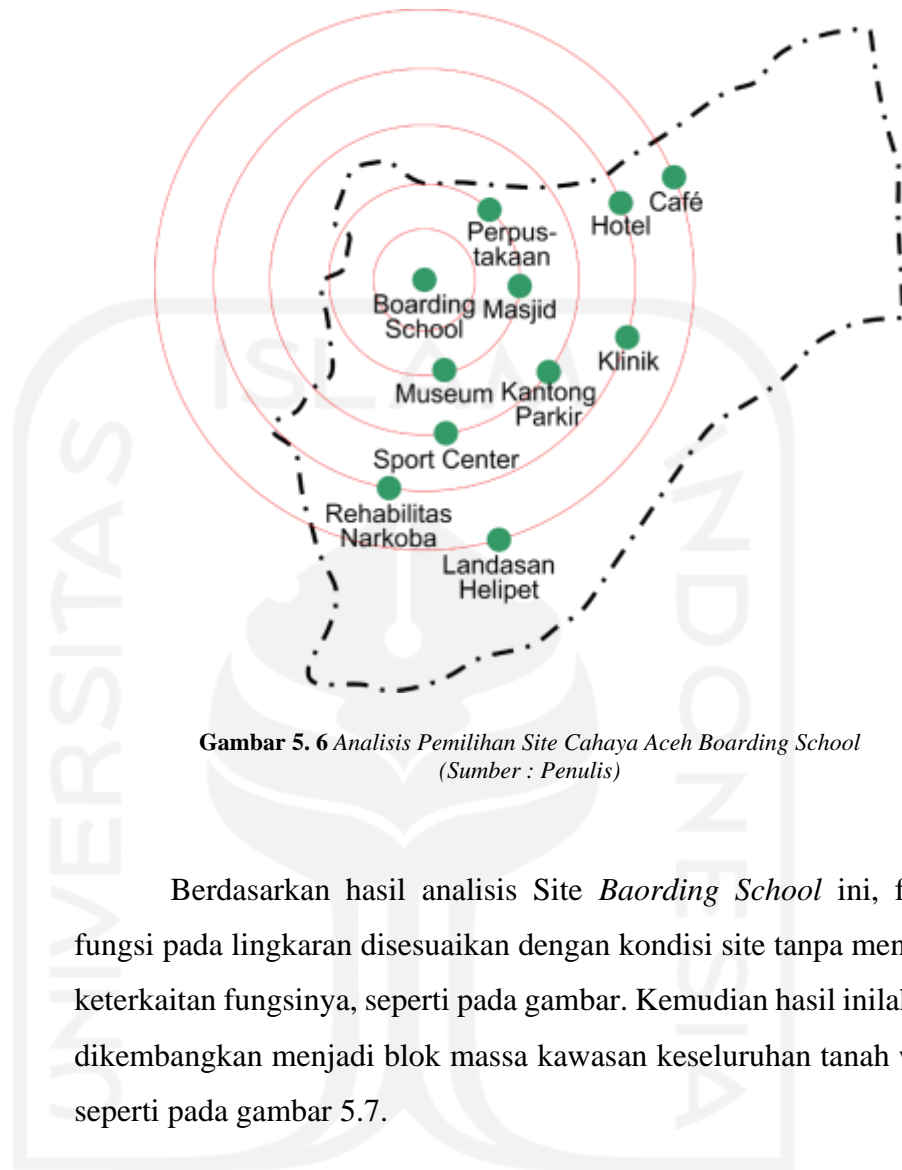 Café
Hotel
Perpus-
takaan
Boarding
School
Masjid
Klinik
Museum
Kantong
Parkir
Sport Center
Rehabilitas
Narkoba
Landasan
Helipet
Gambar 5. 6 Analisis Pemilihan Site Cahaya Aceh Boarding School
(Sumber : Penulis)
Berdasarkan hasil analisis Site Baording School ini,
fungsi pada lingkaran disesuaikan dengan kondisi site tanpa
keterkaitan fungsinya, seperti pada gambar. Kemudian hasil
dikembangkan menjadi blok massa kawasan keseluruhan tanah
seperti pada gambar 5.7.
UNIVERSITAS
ISLAM
INDONESIA